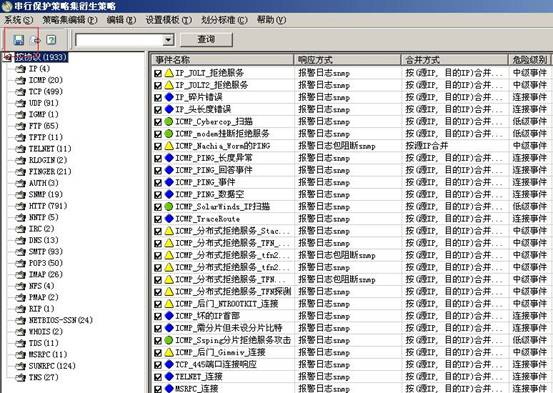 串行保护策略集衍生策略
系统(S) 策略集编辑(P) 编辑(E) 设置模板(T) 划分标准(C) 帮助(V)
查询
按协议(1933)
IP(4)
ICMP(20)
TCP(499)
UDP(91)
IGMP(1)
FTP(65)
TFTP(11)
TELNET(11)
RLOGIN(2)
FINGER(21)
AUTH(3)
SNMP(19)
HTTP(791)
NNTP(5)
IRC(2)
DNS(13)
SMTP(93)
POP3(50)
IMAP(26)
NFS(4)
PMAP(2)
RIP(1)
NETBIOS-SSN(24)
WHOIS(2)
TDS(11)
MSRPC(11)
SUNRPC(124)
TNS(27)
事件名称 响应方式 合并方式 危险级别
IP_JOLT_拒绝服务 报警日志snmp 按(源IP, 目的IP)合并... 中级事件
IP_JOLT2_拒绝服务 报警日志snmp 按(源IP, 目的IP)合并... 中级事件
IP_碎片错误 报警日志snmp 按(源IP, 目的IP)合并... 连接事件
IP_头长度错误 报警日志snmp 按(源IP, 目的IP)合并... 连接事件
ICMP_Cybercop_扫描 报警日志snmp 按(源IP, 目的IP)合并... 低级事件
ICMP_modem挂断拒绝服务 报警日志snmp 按(源IP, 目的IP)合并... 低级事件
ICMP_Nachia_Worm的PING 报警日志包阻断snmp 按源IP合并 中级事件
ICMP_PING_长度异常 报警日志snmp 按(源IP, 目的IP)合并... 连接事件
ICMP_PING_回答事件 报警日志snmp 按(源IP, 目的IP)合并... 连接事件
ICMP_PING_事件 报警日志snmp 按(源IP, 目的IP)合并... 连接事件
ICMP_PING_数据空 报警日志snmp 按(源IP, 目的IP)合并... 连接事件
ICMP_SolarWinds_IP扫描 报警日志snmp 按(源IP, 目的IP)合并... 低级事件
ICMP_TraceRoute 报警日志snmp 按(源IP, 目的IP)合并... 连接事件
ICMP_分布式拒绝服务_Stac... 报警日志snmp 按(源IP, 目的IP)合并... 中级事件
ICMP_分布式拒绝服务_TFN_... 报警日志包阻断snmp 按(源IP, 目的IP)合并... 中级事件
ICMP_分布式拒绝服务_tfn2... 报警日志包阻断snmp 按(源IP, 目的IP)合并... 中级事件
ICMP_分布式拒绝服务_tfn2... 报警日志包阻断snmp 按(源IP, 目的IP)合并... 中级事件
ICMP_分布式拒绝服务_TFN... 报警日志包阻断snmp 按(源IP, 目的IP)合并... 中级事件
ICMP_分布式拒绝服务_TFN探测 报警日志snmp 按(源IP, 目的IP)合并... 中级事件
ICMP_后门_NTROOTKIT_连接 报警日志snmp 按(源IP, 目的IP)合并... 中级事件
ICMP_坏的IP首部 报警日志snmp 按(源IP, 目的IP)合并... 连接事件
ICMP_需分片但未设分片比特 报警日志snmp 按(源IP, 目的IP)合并... 连接事件
ICMP_Ssping分片拒绝服务攻击 报警日志snmp 按(源IP, 目的IP)合并... 低级事件
ICMP_后门_Gimmiv_连接 报警日志snmp 按(源IP, 目的IP)合并... 中级事件
TCP_445端口连接响应 报警日志snmp 按(源IP, 目的IP)合并... 连接事件
TELNET_连接 报警日志snmp 按(源IP, 目的IP)合并... 连接事件
MSRPC_连接 报警日志snmp 按(源IP, 目的IP)合并... 连接事件